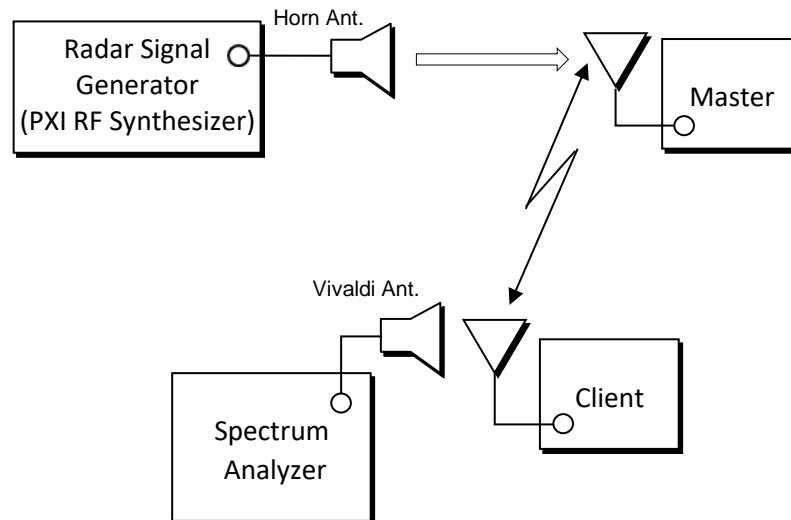 Horn Ant.
Radar Signal
Generator
(PXI RF Synthesizer)
Master
Vivaldi Ant.
Client
Spectrum
Analyzer